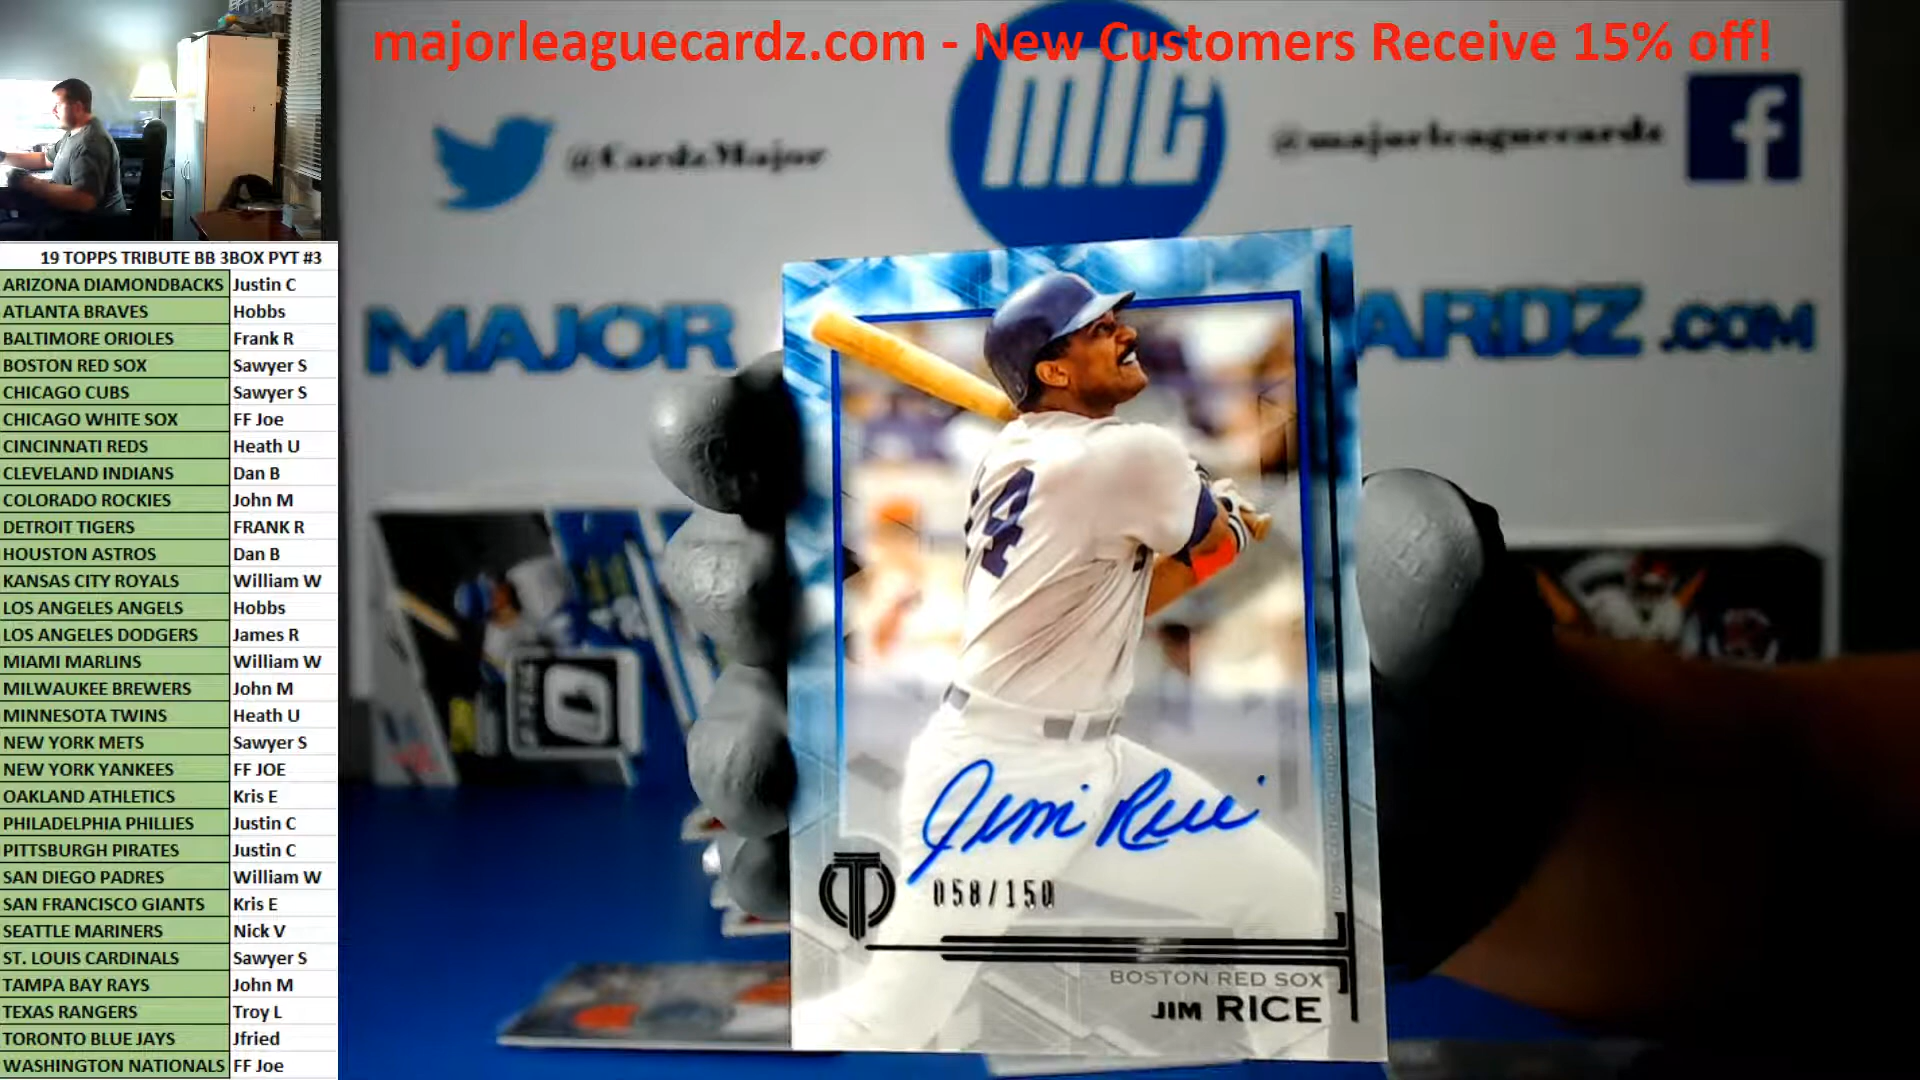 majorleaguecardz.com - New Customers Receive 15% off!
@CardzMajor
MLC
@majorleaguecardz
MAJOR
ARDZ.COM
19 TOPPS TRIBUTE BB 3BOX PYT #3
ARIZONA DIAMONDBACKS Justin C
ATLANTA BRAVES Hobbs
BALTIMORE ORIOLES Frank R
BOSTON RED SOX Sawyer S
CHICAGO CUBS Sawyer S
CHICAGO WHITE SOX FF Joe
CINCINNATI REDS Heath U
CLEVELAND INDIANS Dan B
COLORADO ROCKIES John M
DETROIT TIGERS FRANK R
HOUSTON ASTROS Dan B
KANSAS CITY ROYALS William W
LOS ANGELES ANGELS Hobbs
LOS ANGELES DODGERS James R
MIAMI MARLINS William W
MILWAUKEE BREWERS John M
MINNESOTA TWINS Heath U
NEW YORK METS Sawyer S
NEW YORK YANKEES FF JOE
OAKLAND ATHLETICS Kris E
PHILADELPHIA PHILLIES Justin C
PITTSBURGH PIRATES Justin C
SAN DIEGO PADRES William W
SAN FRANCISCO GIANTS Kris E
SEATTLE MARINERS Nick V
ST. LOUIS CARDINALS Sawyer S
TAMPA BAY RAYS John M
TEXAS RANGERS Troy L
TORONTO BLUE JAYS Jfried
WASHINGTON NATIONALS FF Joe
14
Jim Rice
058/150
BOSTON RED SOX
JIM RICE